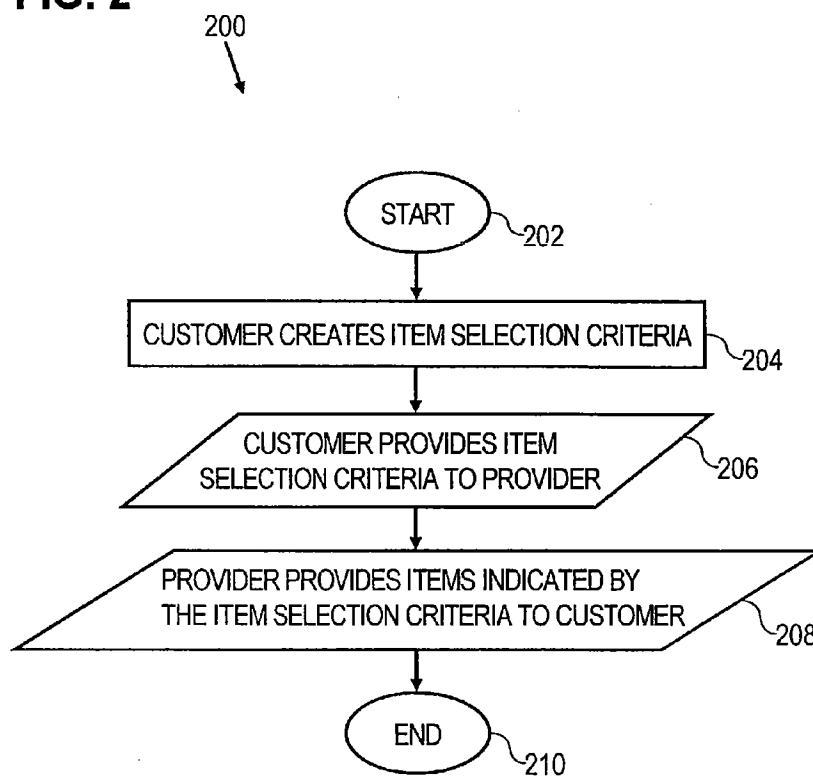 FIG. 2
200
START
202
CUSTOMER CREATES ITEM SELECTION CRITERIA
204
CUSTOMER PROVIDES ITEM
SELECTION CRITERIA TO PROVIDER
206
PROVIDER PROVIDES ITEMS INDICATED BY
THE ITEM SELECTION CRITERIA TO CUSTOMER
208
END
210